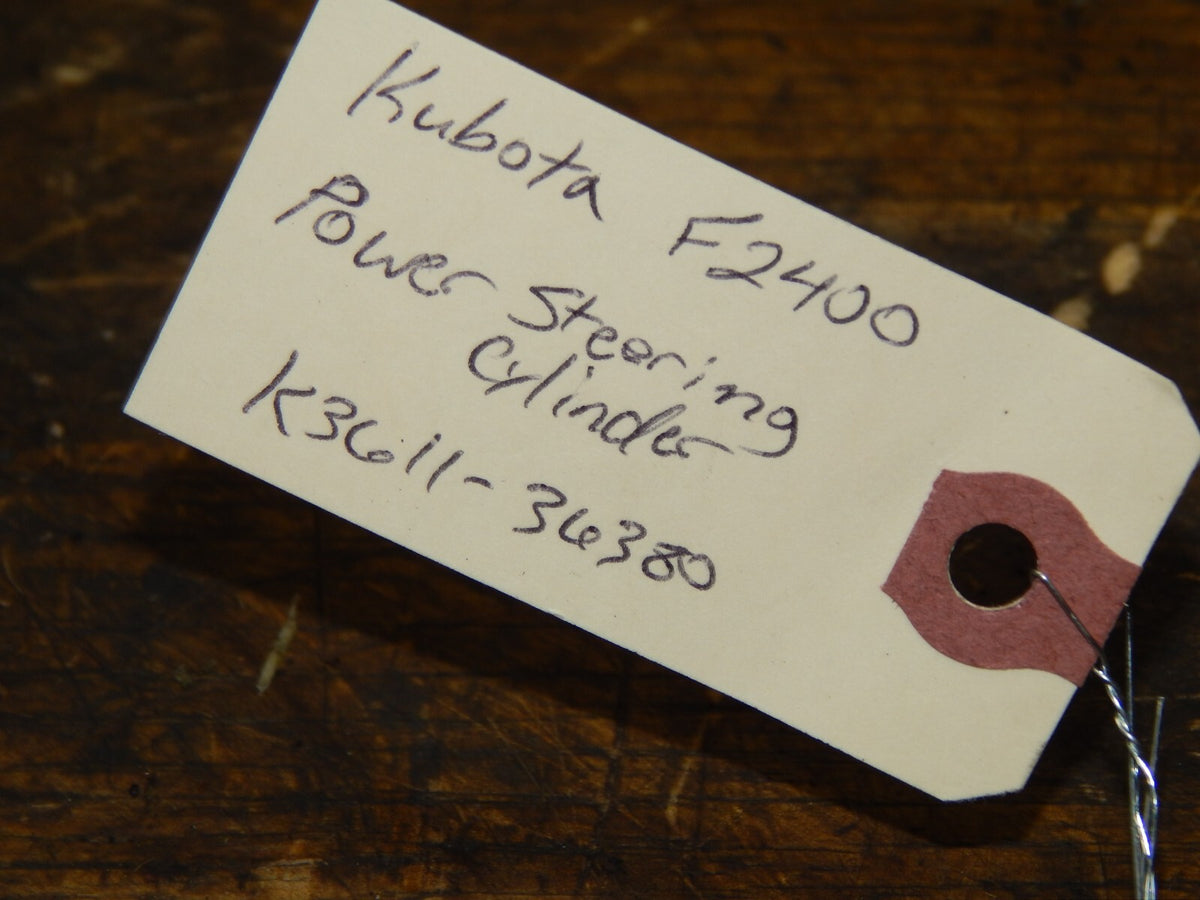 Kubota F2400
Power Steering
Cylinder
K3611-36380